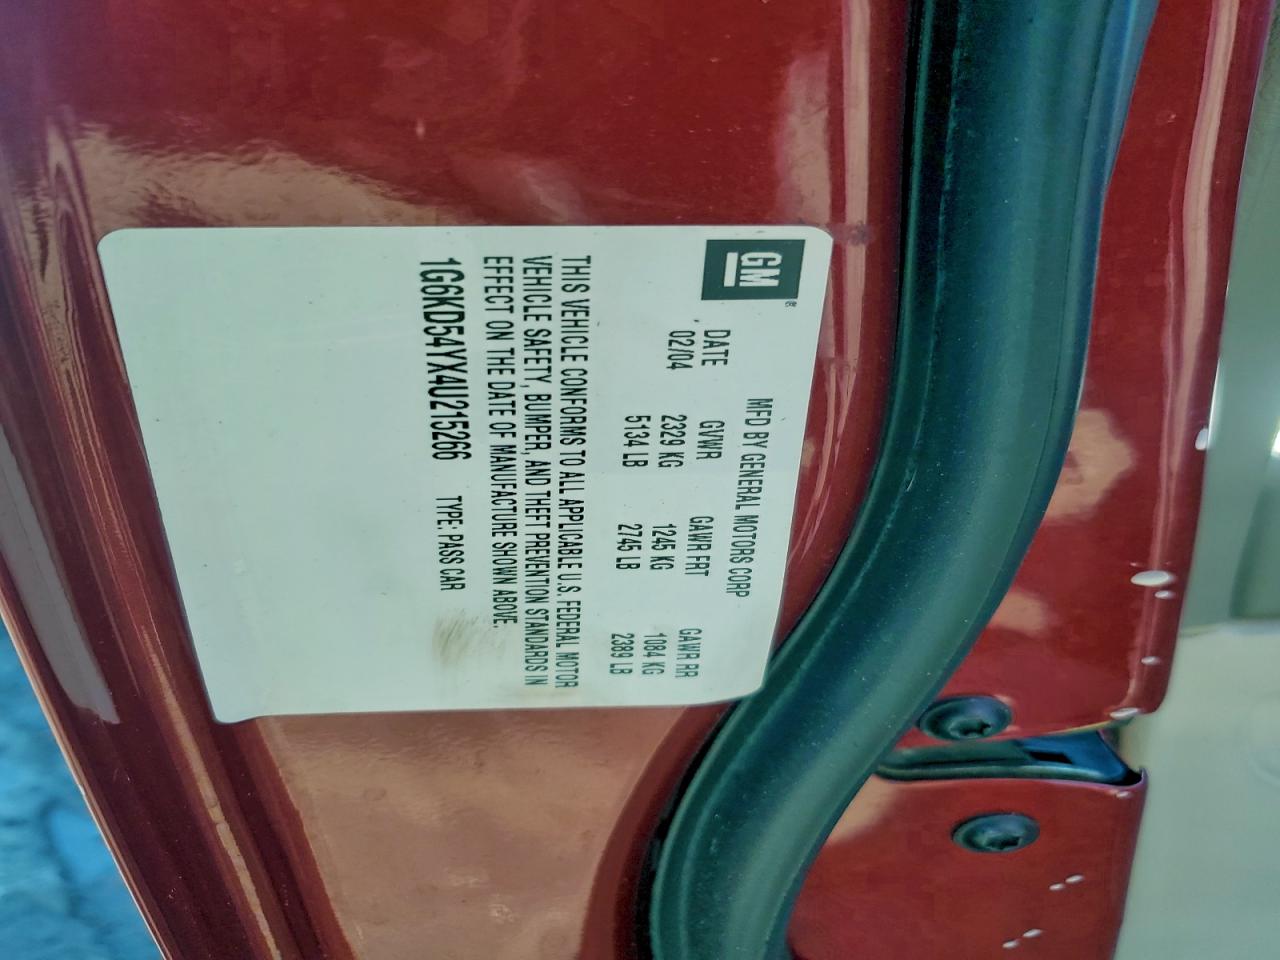 GM ®
MFD BY GENERAL MOTORS CORP
DATE GVWR GAWR FRT GAWR RR
02/04 2329 KG 1245 KG 1084 KG
5134 LB 2745 LB 2389 LB
THIS VEHICLE CONFORMS TO ALL APPLICABLE U.S. FEDERAL MOTOR
VEHICLE SAFETY, BUMPER, AND THEFT PREVENTION STANDARDS IN
EFFECT ON THE DATE OF MANUFACTURE SHOWN ABOVE.
1G6KD54YX4U215266 TYPE: PASS CAR